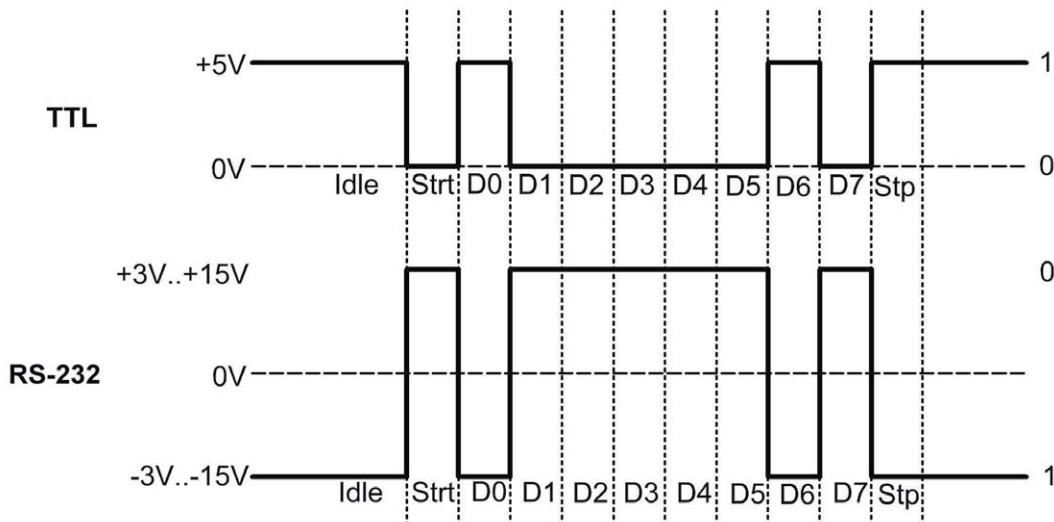 +5V 1
TTL
0V 0
Idle Strt D0 D1 D2 D3 D4 D5 D6 D7 Stp
+3V..+15V 0
RS-232 0V
-3V..-15V 1
Idle Strt D0 D1 D2 D3 D4 D5 D6 D7 Stp